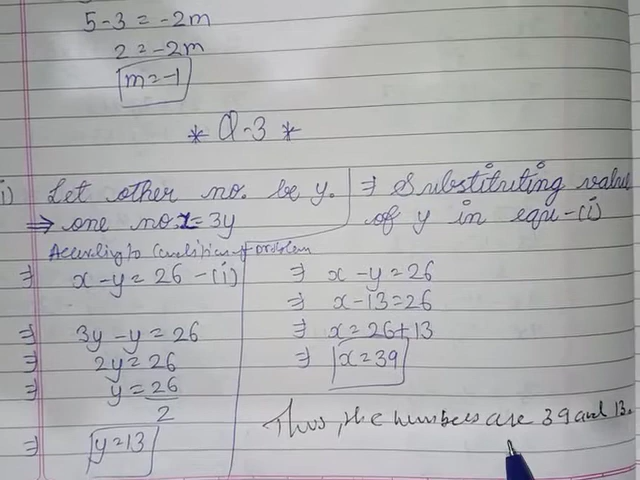 5-3 = -2m
2 = -2m
m = -1
* Q-3 *
i) Let other no. be y.
⇒ one no. x = 3y
According to Condition of problem
⇒ x - y = 26 - (i)
⇒ 3y - y = 26
⇒ 2y = 26
⇒ y = 26
2
⇒ y = 13
⇒ Substituting value
of y in equ - (i)
⇒ x - y = 26
⇒ x - 13 = 26
⇒ x = 26 + 13
⇒ x = 39
Thus, the numbers are 39 and 13.